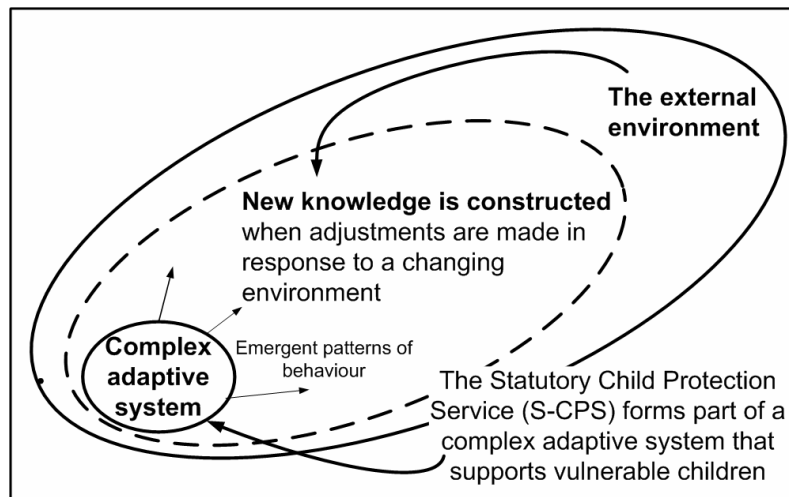 The external
environment
New knowledge is constructed
when adjustments are made in
response to a changing
environment
Complex
adaptive
system
Emergent patterns of
behaviour
The Statutory Child Protection
Service (S-CPS) forms part of a
complex adaptive system that
supports vulnerable children